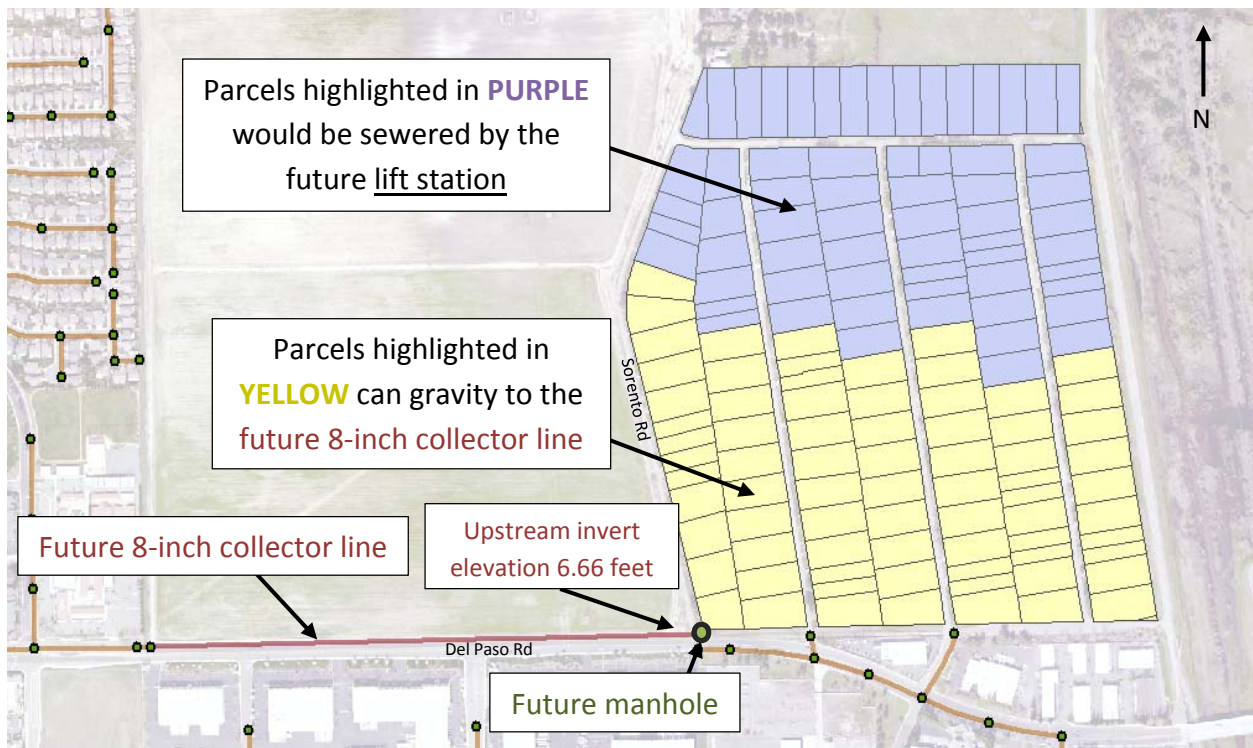 Parcels highlighted in PURPLE
would be sewered by the
future lift station
N
Parcels highlighted in
YELLOW can gravity to the
future 8-inch collector line
Sorento Rd
Future 8-inch collector line
Upstream invert
elevation 6.66 feet
Del Paso Rd
Future manhole